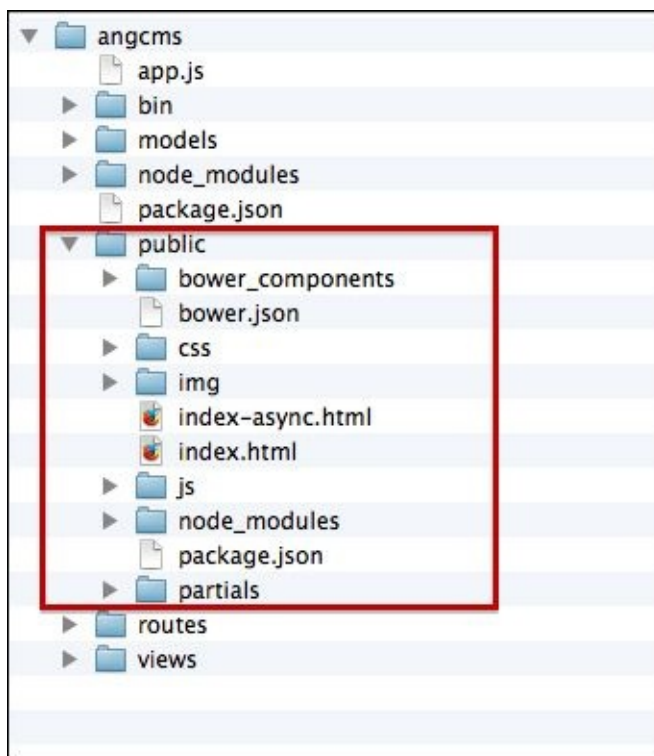 angcms
app.js
bin
models
node_modules
package.json
public
bower_components
bower.json
css
img
index-async.html
index.html
js
node_modules
package.json
partials
routes
views